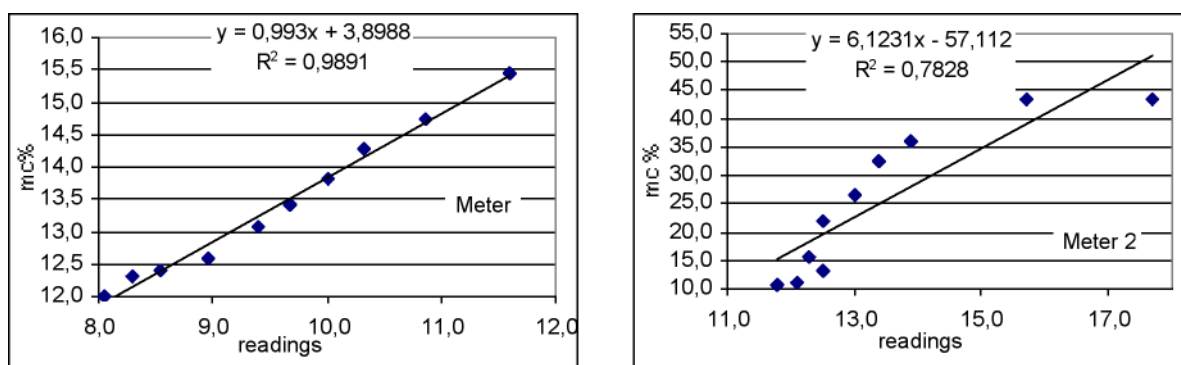 y = 0,993x + 3,8988
R² = 0,9891
16,0
15,5
15,0
14,5
14,0
13,5
13,0
12,5
12,0
mc%
Meter
8,0 9,0 10,0 11,0 12,0
readings
y = 6,1231x - 57,112
R² = 0,7828
55,0
50,0
45,0
40,0
35,0
30,0
25,0
20,0
15,0
10,0
mc %
Meter 2
11,0 13,0 15,0 17,0
readings